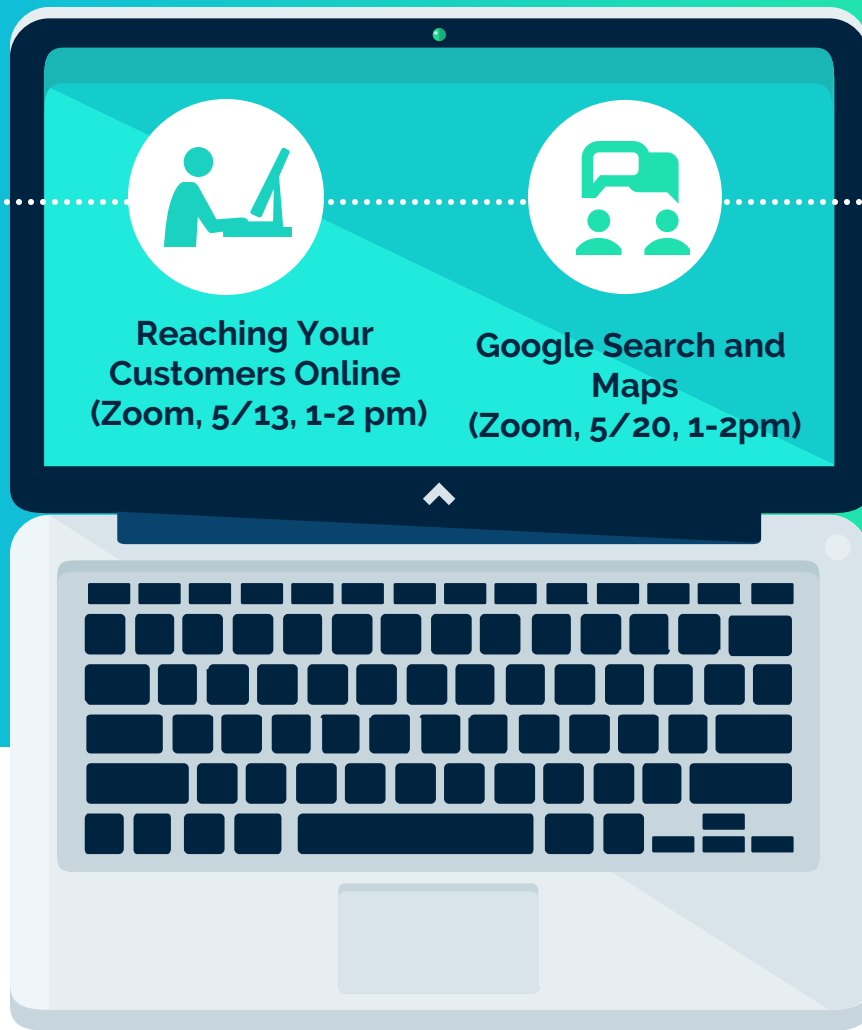 Reaching Your
Customers Online
(Zoom, 5/13, 1-2 pm)
Google Search and
Maps
(Zoom, 5/20, 1-2pm)